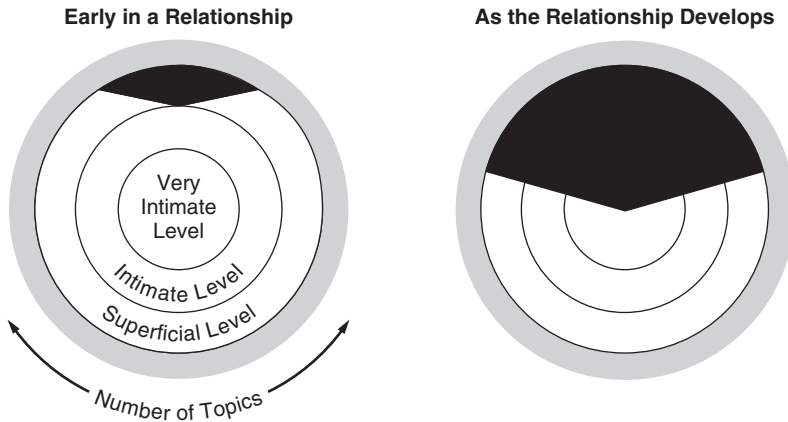 Early in a Relationship
As the Relationship Develops
Very
Intimate
Level
Intimate Level
Superficial Level
Number of Topics